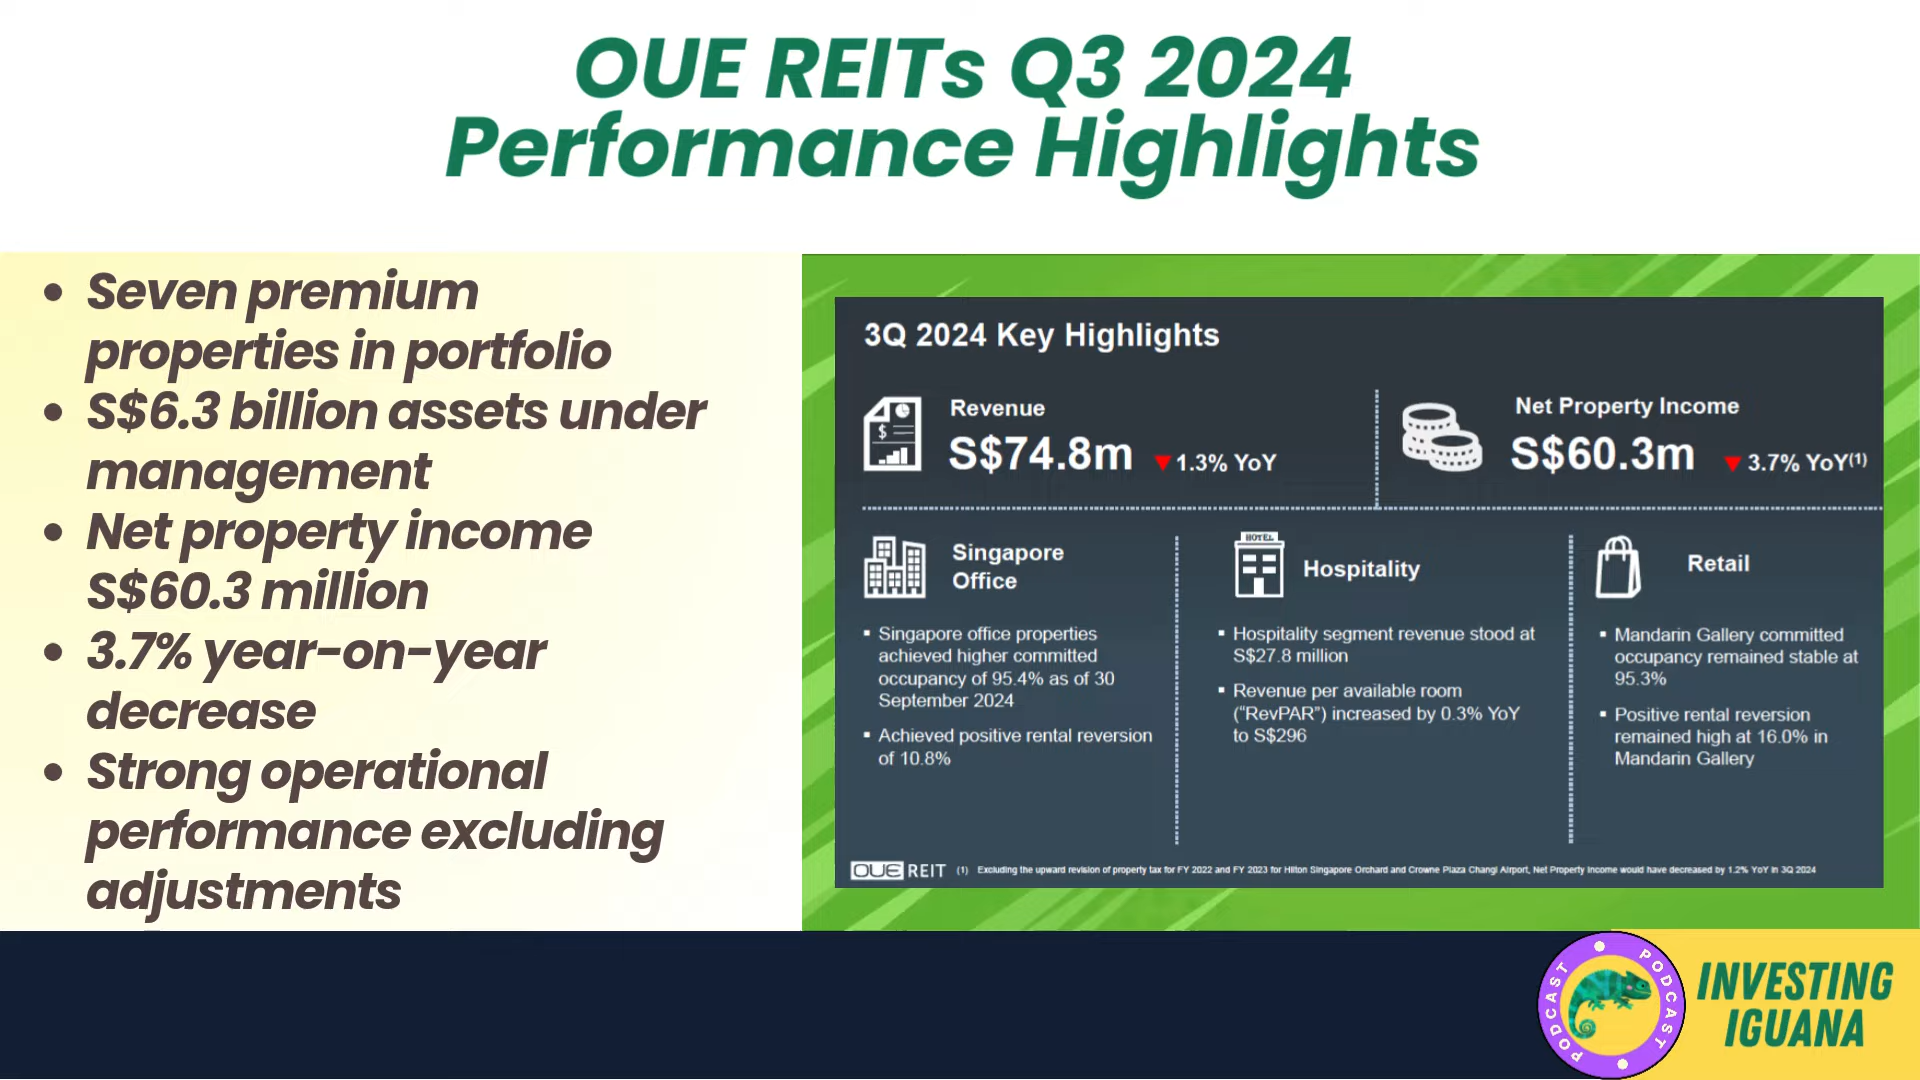 OUE REITs Q3 2024
Performance Highlights
• Seven premium
properties in portfolio
• S$6.3 billion assets under
management
• Net property income
S$60.3 million
• 3.7% year-on-year
decrease
• Strong operational
performance excluding
adjustments
3Q 2024 Key Highlights
Revenue
S$74.8m ▼ 1.3% YoY
Net Property Income
S$60.3m ▼ 3.7% YoY(1)
Singapore
Office
▪ Singapore office properties
achieved higher committed
occupancy of 95.4% as of 30
September 2024
▪ Achieved positive rental reversion
of 10.8%
HOTEL
Hospitality
▪ Hospitality segment revenue stood at
S$27.8 million
▪ Revenue per available room
(“RevPAR”) increased by 0.3% YoY
to S$296
Retail
▪ Mandarin Gallery committed
occupancy remained stable at
95.3%
▪ Positive rental reversion
remained high at 16.0% in
Mandarin Gallery
OUE REIT
(1) Excluding the upward revision of property tax for FY 2022 and FY 2023 for Hilton Singapore Orchard and Crowne Plaza Changi Airport, Net Property Income would have decreased by 1.2% YoY in 3Q 2024
PODCAST
PODCAST
INVESTING
IGUANA